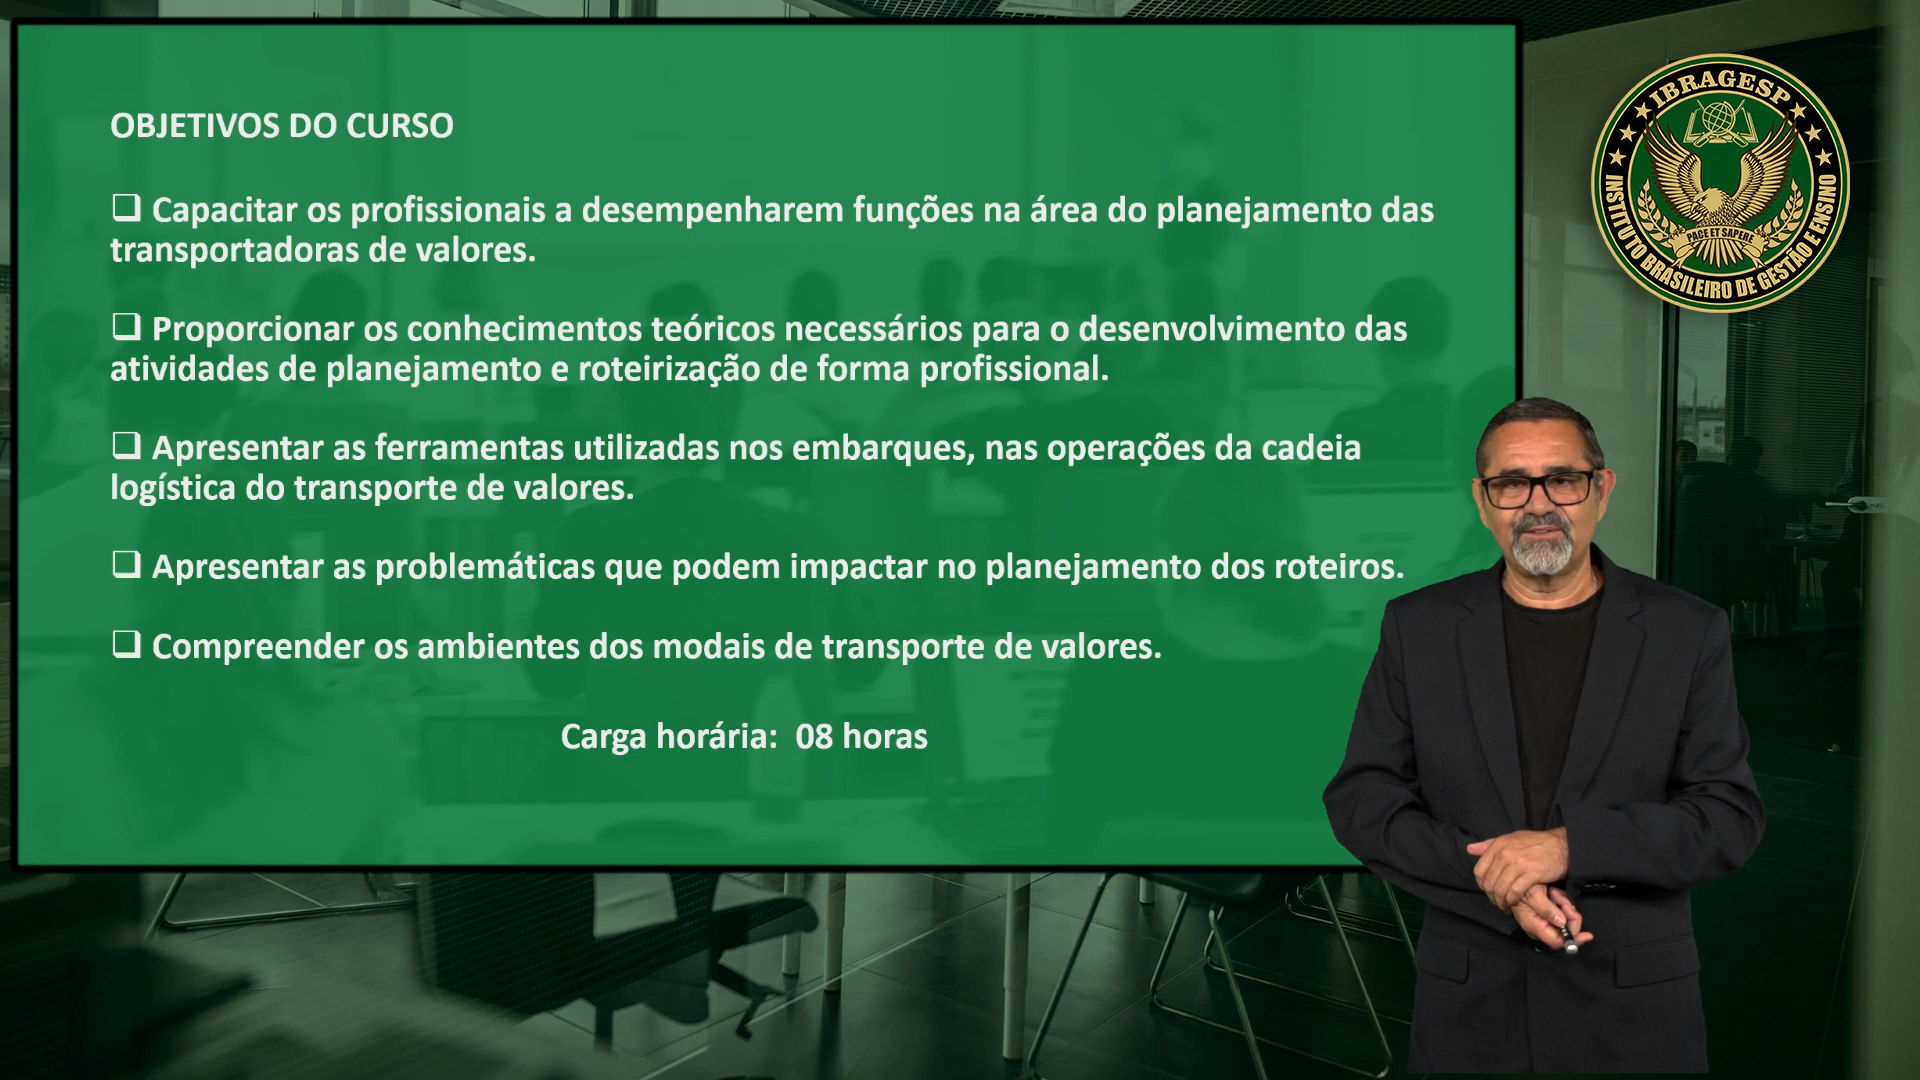 OBJETIVOS DO CURSO
❑ Capacitar os profissionais a desempenharem funções na área do planejamento das
transportadoras de valores.
❑ Proporcionar os conhecimentos teóricos necessários para o desenvolvimento das
atividades de planejamento e roteirização de forma profissional.
❑ Apresentar as ferramentas utilizadas nos embarques, nas operações da cadeia
logística do transporte de valores.
❑ Apresentar as problemáticas que podem impactar no planejamento dos roteiros.
❑ Compreender os ambientes dos modais de transporte de valores.
Carga horária:  08 horas
IBRAGESP
PACE ET SAPERE
INSTITUTO BRASILEIRO DE GESTÃO E ENSINO